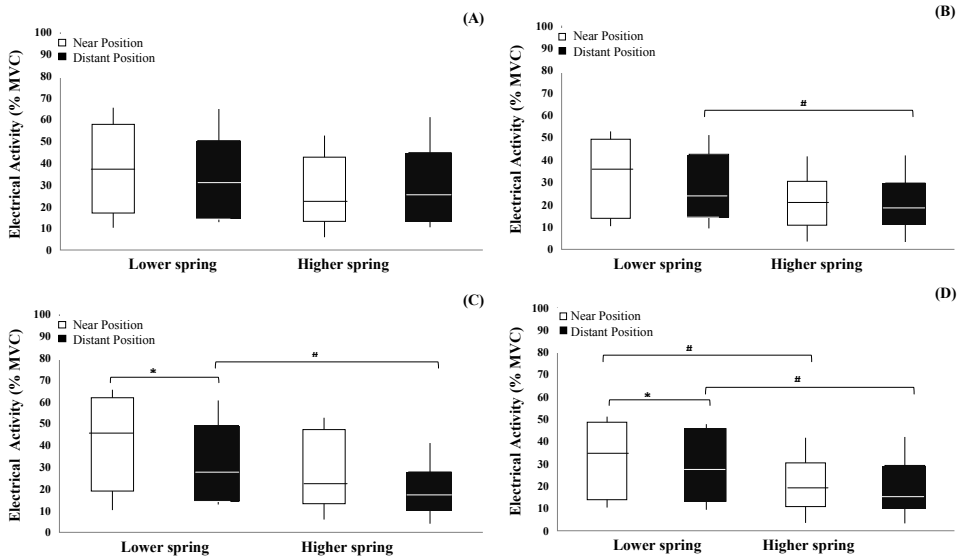 (A)
Electrical Activity (% MVC)
100
90
80
70
60
50
40
30
20
10
0
Near Position
Distant Position
Lower spring
Higher spring
(B)
Electrical Activity (% MVC)
100
90
80
70
60
50
40
30
20
10
0
Near Position
Distant Position
#
Lower spring
Higher spring
(C)
Electrical Activity (% MVC)
100
90
80
70
60
50
40
30
20
10
0
Near Position
Distant Position
*
#
Lower spring
Higher spring
(D)
Electrical Activity (% MVC)
100
90
80
70
60
50
40
30
20
10
0
Near Position
Distant Position
#
#
*
Lower spring
Higher spring